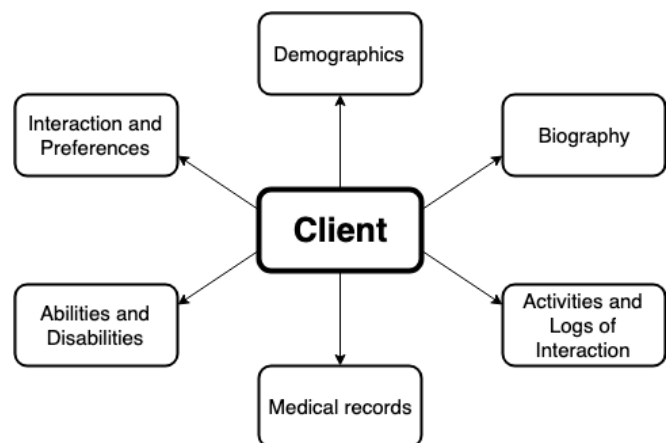 Demographics
Interaction and
Preferences
Biography
Client
Abilities and
Disabilities
Activities and
Logs of
Interaction
Medical records